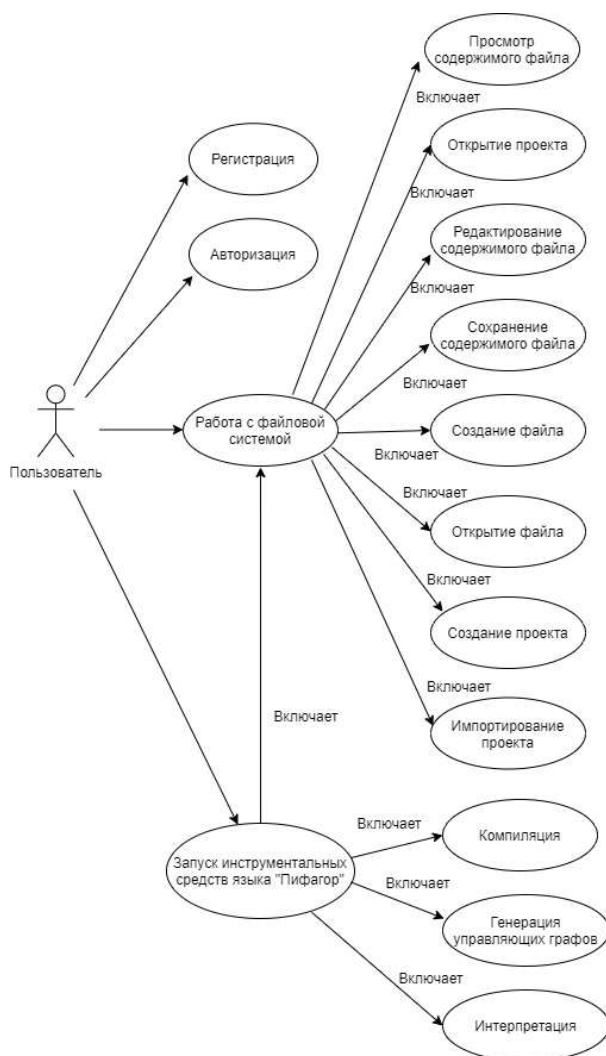 Просмотр
содержимого файла
Включает
Открытие проекта
Включает
Регистрация
Редактирование
содержимого файла
Авторизация
Включает
Сохранение
содержимого файла
Включает
Работа с файловой
системой
Создание файла
Включает
Пользователь
Включает
Открытие файла
Включает
Создание проекта
Включает
Импортирование
проекта
Включает
Включает
Компиляция
Запуск инструментальных
средств языка "Пифагор"
Включает
Генерация
управляющих графов
Включает
Интерпретация